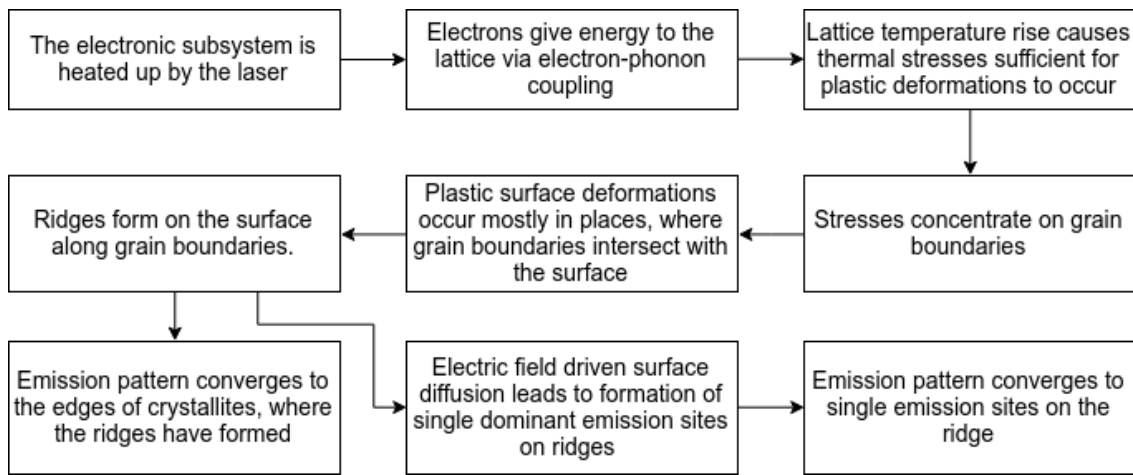 The electronic subsystem is
heated up by the laser
Electrons give energy to the
lattice via electron-phonon
coupling
Lattice temperature rise causes
thermal stresses sufficient for
plastic deformations to occur
Stresses concentrate on grain
boundaries
Plastic surface deformations
occur mostly in places, where
grain boundaries intersect with
the surface
Ridges form on the surface
along grain boundaries.
Emission pattern converges to
the edges of crystallites, where
the ridges have formed
Electric field driven surface
diffusion leads to formation of
single dominant emission sites
on ridges
Emission pattern converges to
single emission sites on the
ridge